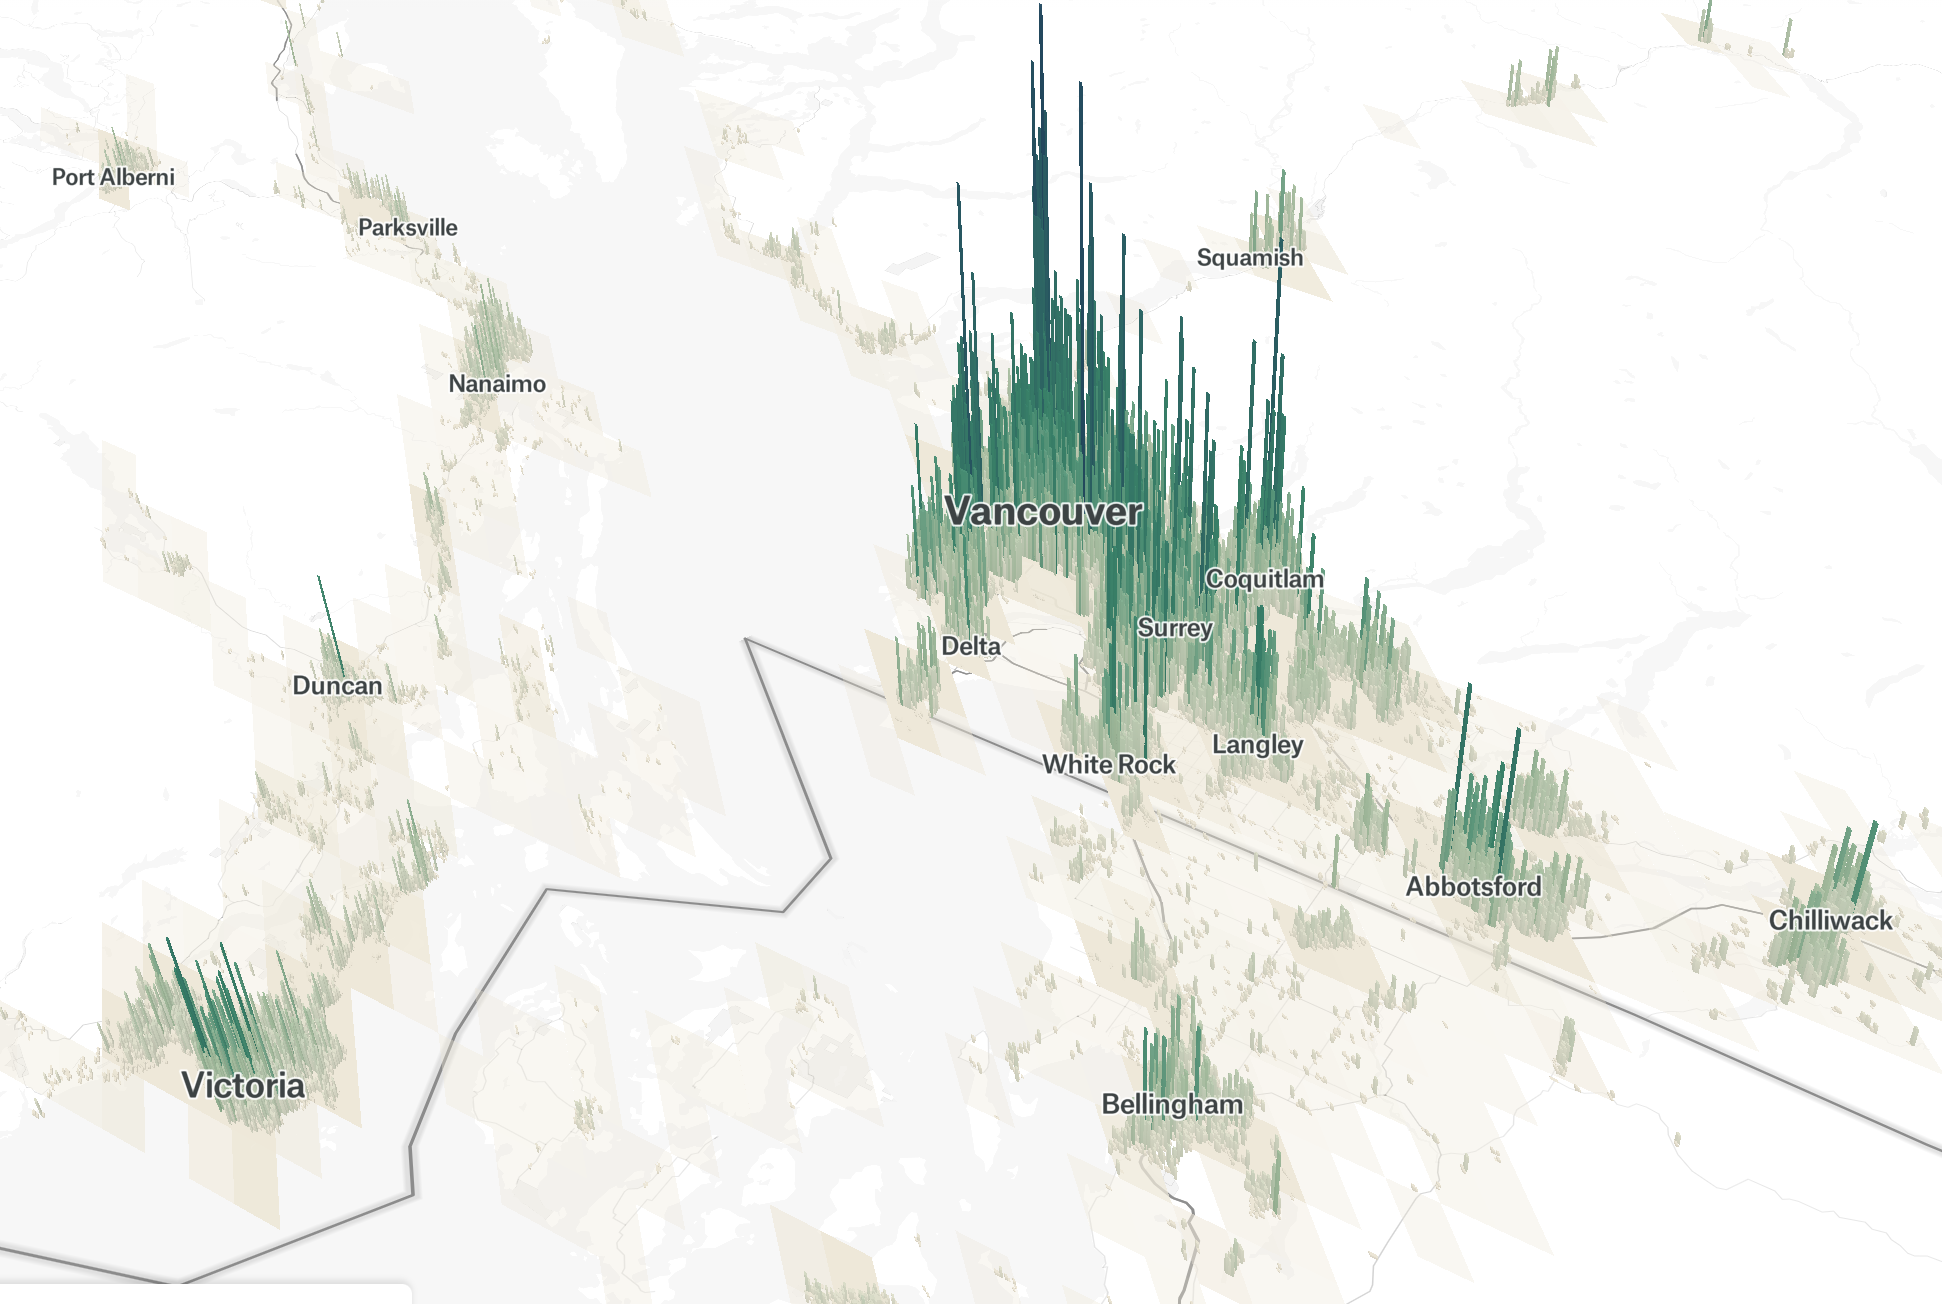 Port Alberni
Parksville
Squamish
Nanaimo
Vancouver
Coquitlam
Surrey
Delta
Duncan
Langley
White Rock
Abbotsford
Chilliwack
Victoria
Bellingham